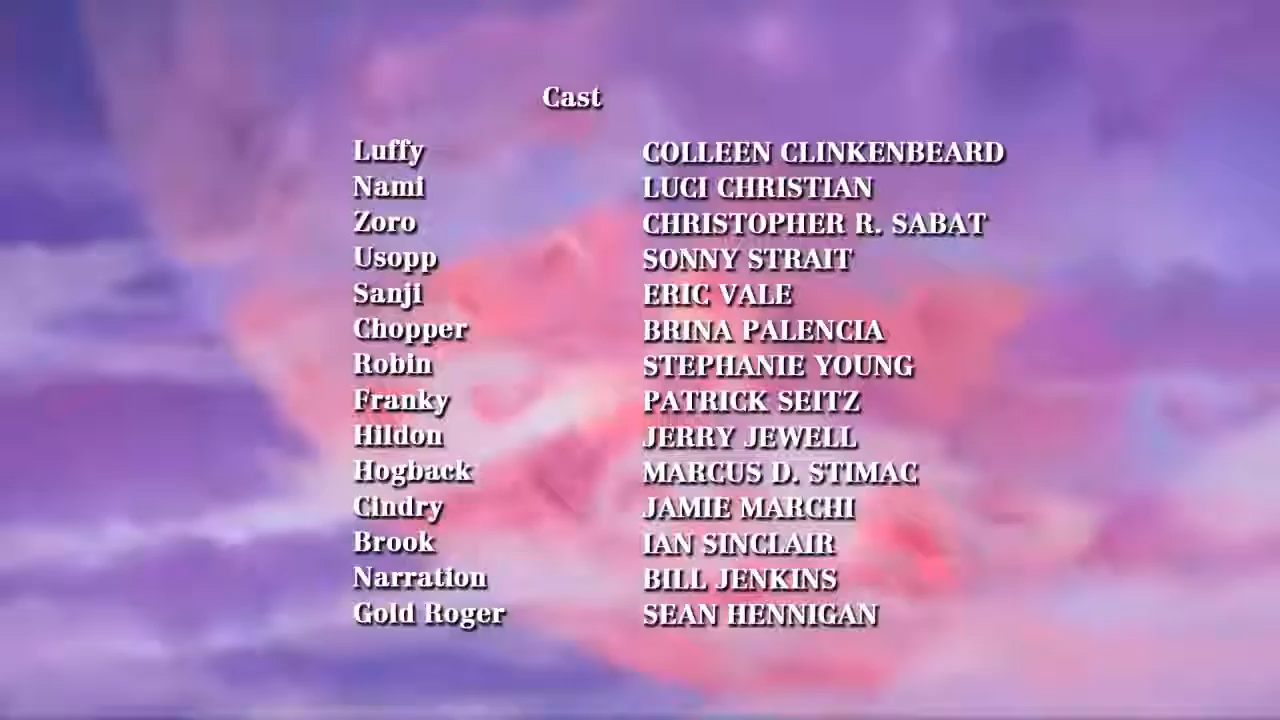 Cast
Luffy COLLEEN CLINKENBEARD
Nami LUCI CHRISTIAN
Zoro CHRISTOPHER R. SABAT
Usopp SONNY STRAIT
Sanji ERIC VALE
Chopper BRINA PALENCIA
Robin STEPHANIE YOUNG
Franky PATRICK SEITZ
Hildon JERRY JEWELL
Hogback MARCUS D. STIMAC
Cindry JAMIE MARCHI
Brook IAN SINCLAIR
Narration BILL JENKINS
Gold Roger SEAN HENNIGAN